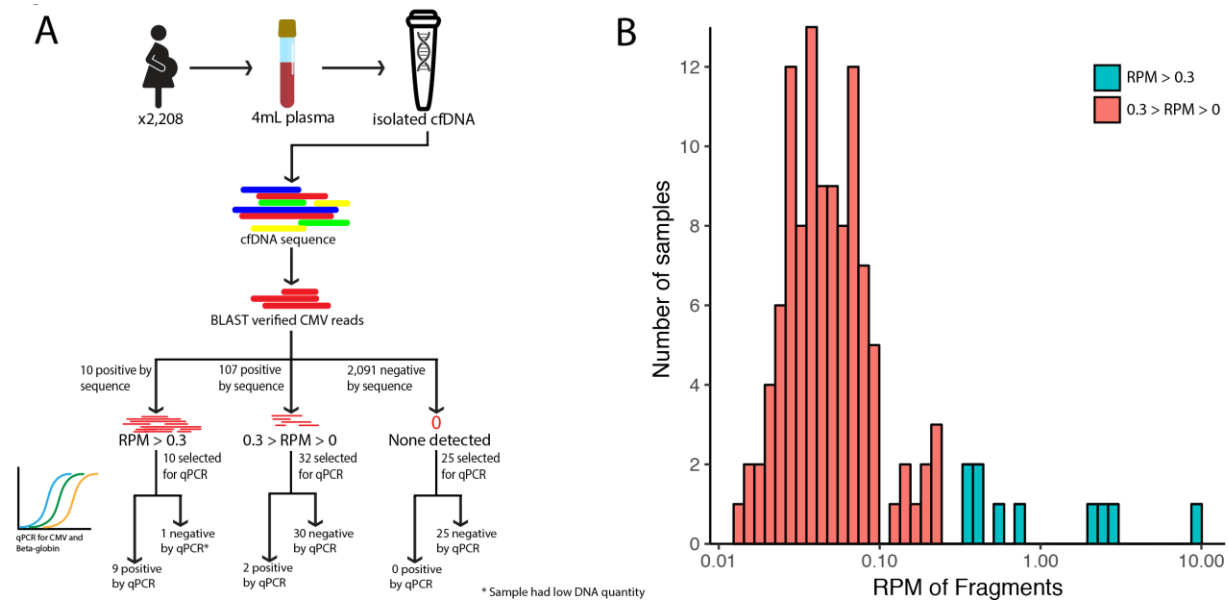 A
x2,208
4mL plasma
isolated cfDNA
cfDNA sequence
BLAST verified CMV reads
10 positive by
sequence
107 positive
by sequence
2,091 negative
by sequence
0
RPM > 0.3
0.3 > RPM > 0
None detected
10 selected
for qPCR
32 selected
for qPCR
25 selected
for qPCR
qPCR for CMV and
Beta-globin
1 negative
by qPCR*
30 negative
by qPCR
25 negative
by qPCR
9 positive
by qPCR
2 positive
by qPCR
0 positive
by qPCR
* Sample had low DNA quantity
B
RPM > 0.3
0.3 > RPM > 0
Number of samples
12
10
8
6
4
2
0
0.01
0.10
1.00
10.00
RPM of Fragments